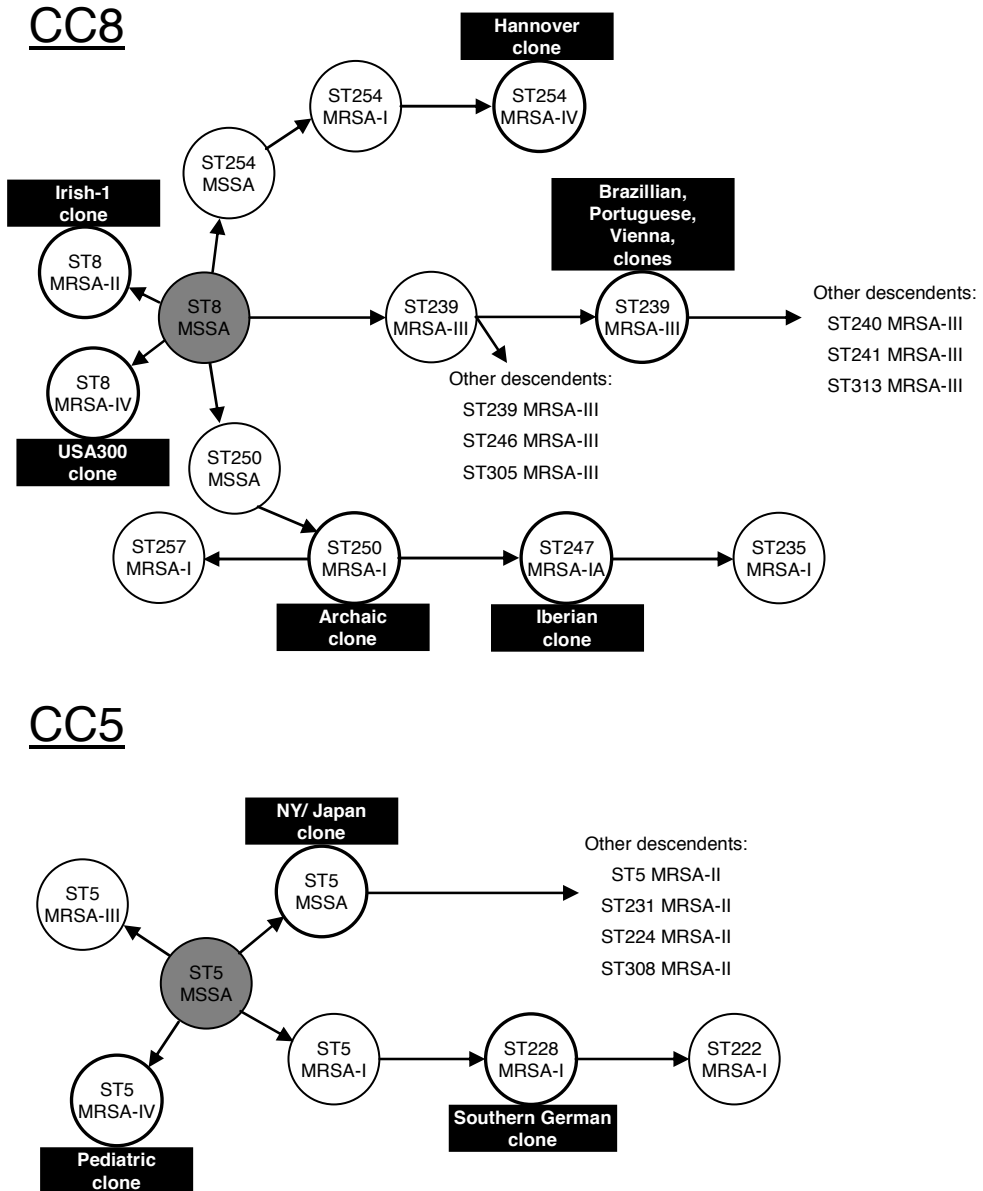 CC8
Hannover
clone
ST254
MRSA-I
ST254
MRSA-IV
ST254
MSSA
Irish-1
clone
ST8
MRSA-II
Brazillian,
Portuguese,
Vienna,
clones
ST8
MSSA
ST239
MRSA-III
ST239
MRSA-III
Other descendents:
ST240 MRSA-III
ST241 MRSA-III
ST313 MRSA-III
ST8
MRSA-IV
USA300
clone
Other descendents:
ST239 MRSA-III
ST246 MRSA-III
ST305 MRSA-III
ST250
MSSA
ST257
MRSA-I
ST250
MRSA-I
Archaic
clone
ST247
MRSA-IA
Iberian
clone
ST235
MRSA-I
CC5
NY/ Japan
clone
ST5
MSSA
Other descendents:
ST5 MRSA-II
ST231 MRSA-II
ST224 MRSA-II
ST308 MRSA-II
ST5
MRSA-III
ST5
MSSA
ST5
MRSA-I
ST228
MRSA-I
Southern German
clone
ST222
MRSA-I
ST5
MRSA-IV
Pediatric
clone